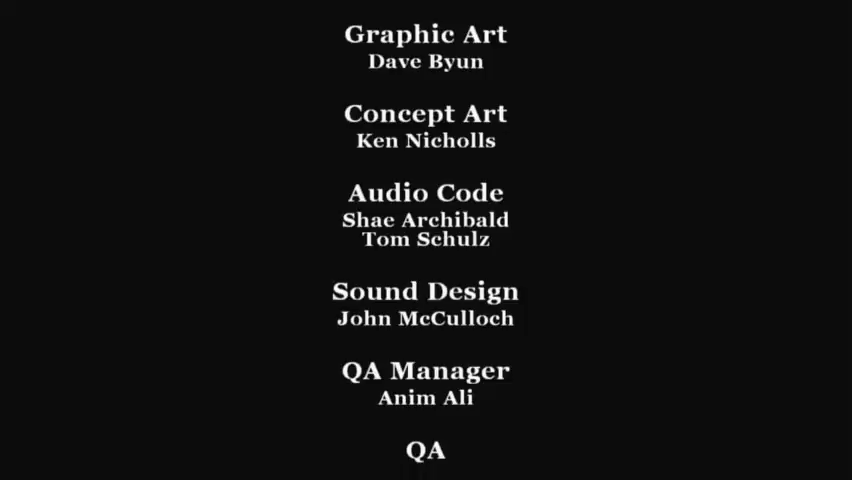 Graphic Art
Dave Byun
Concept Art
Ken Nicholls
Audio Code
Shae Archibald
Tom Schulz
Sound Design
John McCulloch
QA Manager
Anim Ali
QA